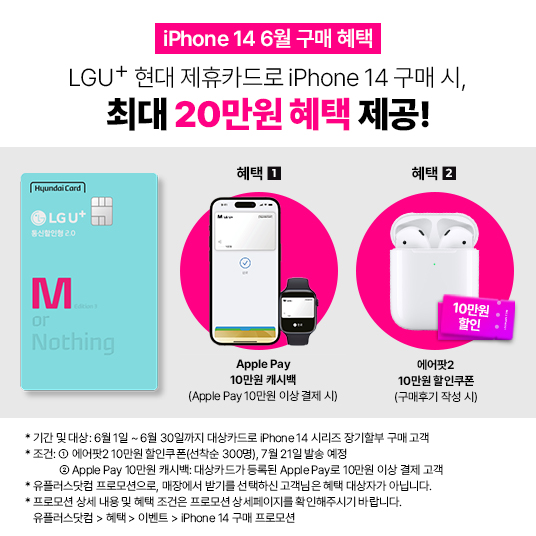 iPhone 14 6월 구매 혜택
LGU+ 현대 제휴카드로 iPhone 14 구매 시,
최대 20만원 혜택 제공!
혜택 1
혜택 2
Hyundai Card
LG U+
통신할인형 2.0
M
or
Nothing
10만원
할인
Apple Pay
10만원 캐시백
(Apple Pay 10만원 이상 결제 시)
에어팟2
10만원 할인쿠폰
(구매후기 작성 시)
* 기간 및 대상: 6월 1일 ~ 6월 30일까지 대상카드로 iPhone 14 시리즈 장기할부 구매 고객
* 조건: ① 에어팟2 10만원 할인쿠폰(선착순 300명), 7월 21일 발송 예정
② Apple Pay 10만원 캐시백: 대상카드가 등록된 Apple Pay로 10만원 이상 결제 고객
* 유플러스닷컴 프로모션으로, 매장에서 받기를 선택하신 고객님은 혜택 대상자가 아닙니다.
* 프로모션 상세 내용 및 혜택 조건은 프로모션 상세페이지를 확인해주시기 바랍니다.
유플러스닷컴 > 혜택 > 이벤트 > iPhone 14 구매 프로모션